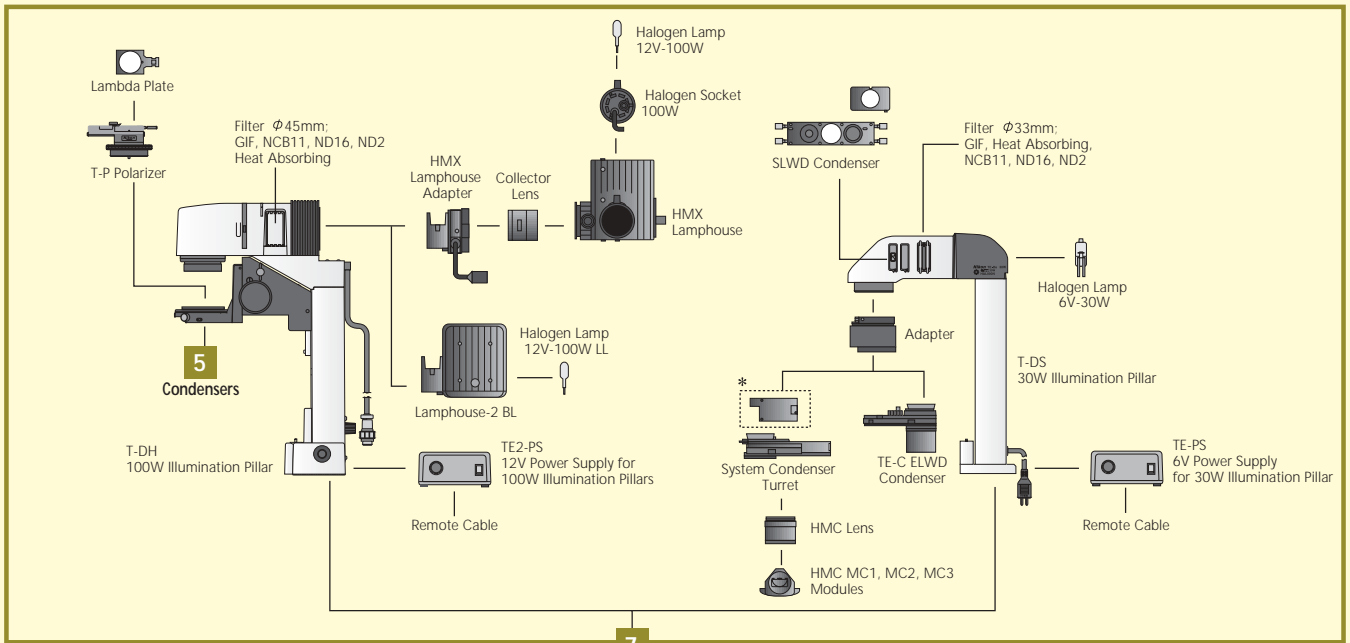 Lambda Plate
T-P Polarizer
Filter Φ45mm;
GIF, NCB11, ND16, ND2
Heat Absorbing
HMX
Lamphouse
Adapter
Collector
Lens
Halogen Lamp
12V-100W
Halogen Socket
100W
HMX
Lamphouse
5
Condensers
Halogen Lamp
12V-100W LL
Lamphouse-2 BL
T-DH
100W Illumination Pillar
TE2-PS
12V Power Supply for
100W Illumination Pillars
Remote Cable
SLWD Condenser
Filter Φ33mm;
GIF, Heat Absorbing,
NCB11, ND16, ND2
Halogen Lamp
6V-30W
Adapter
T-DS
30W Illumination Pillar
*
System Condenser
Turret
TE-C ELWD
Condenser
TE-PS
6V Power Supply
for 30W Illumination Pillar
Remote Cable
HMC Lens
HMC MC1, MC2, MC3
Modules
7